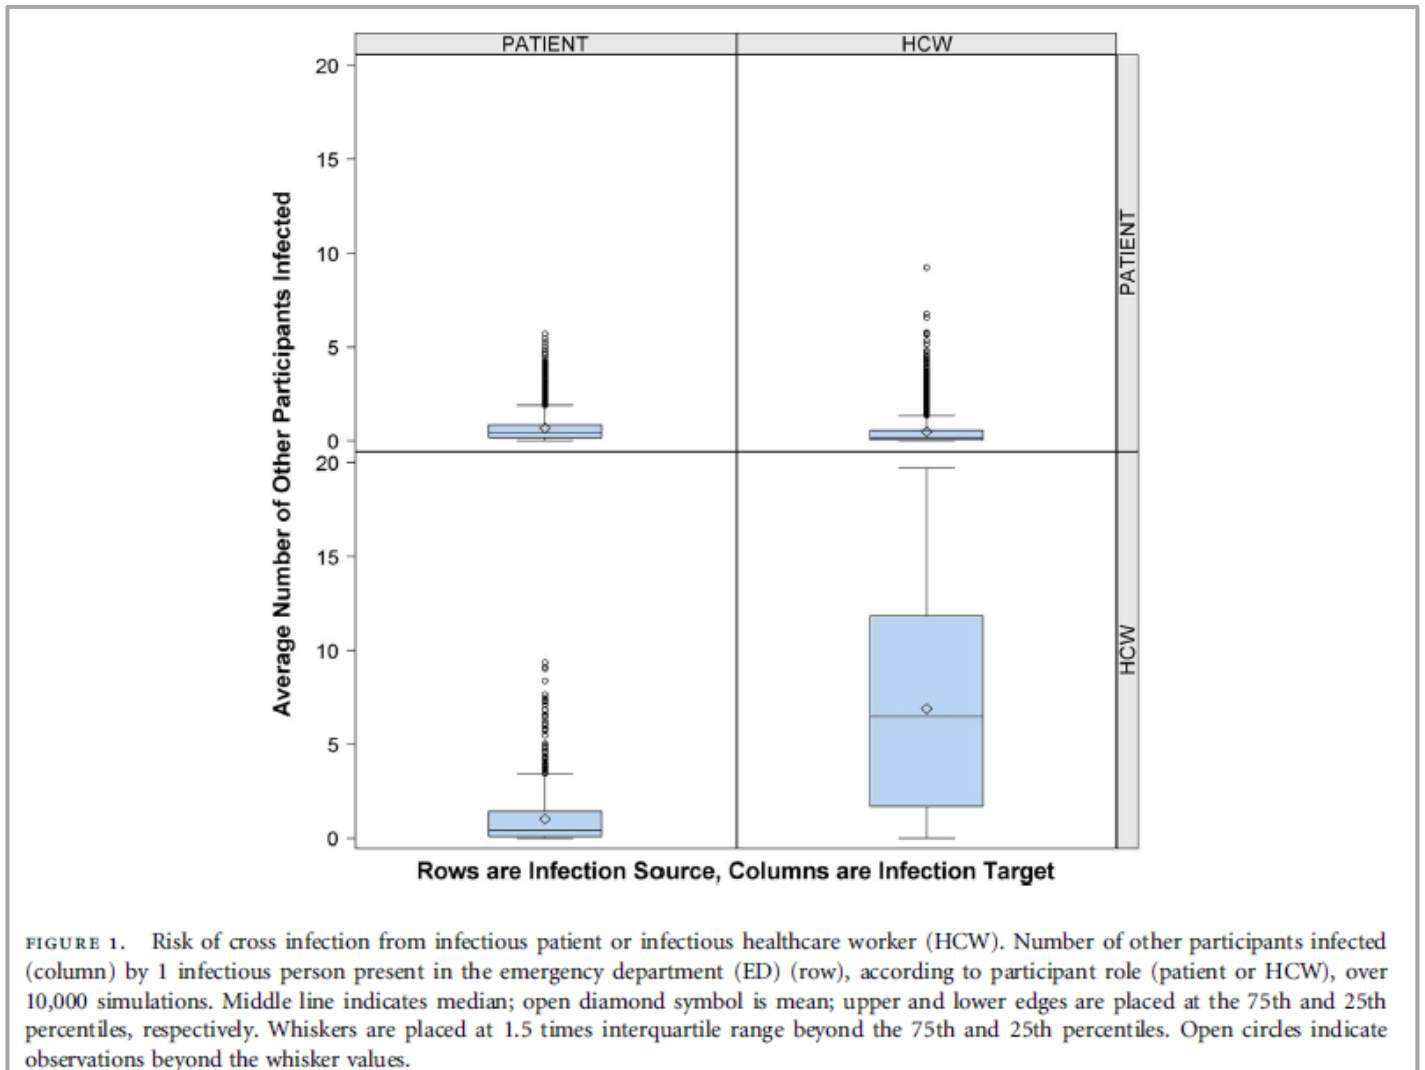 PATIENT HCW
20
15
10
5
0
PATIENT
20
15
10
5
0
HCW
Average Number of Other Participants Infected
Rows are Infection Source, Columns are Infection Target
FIGURE 1. Risk of cross infection from infectious patient or infectious healthcare worker (HCW). Number of other participants infected
(column) by 1 infectious person present in the emergency department (ED) (row), according to participant role (patient or HCW), over
10,000 simulations. Middle line indicates median; open diamond symbol is mean; upper and lower edges are placed at the 75th and 25th
percentiles, respectively. Whiskers are placed at 1.5 times interquartile range beyond the 75th and 25th percentiles. Open circles indicate
observations beyond the whisker values.